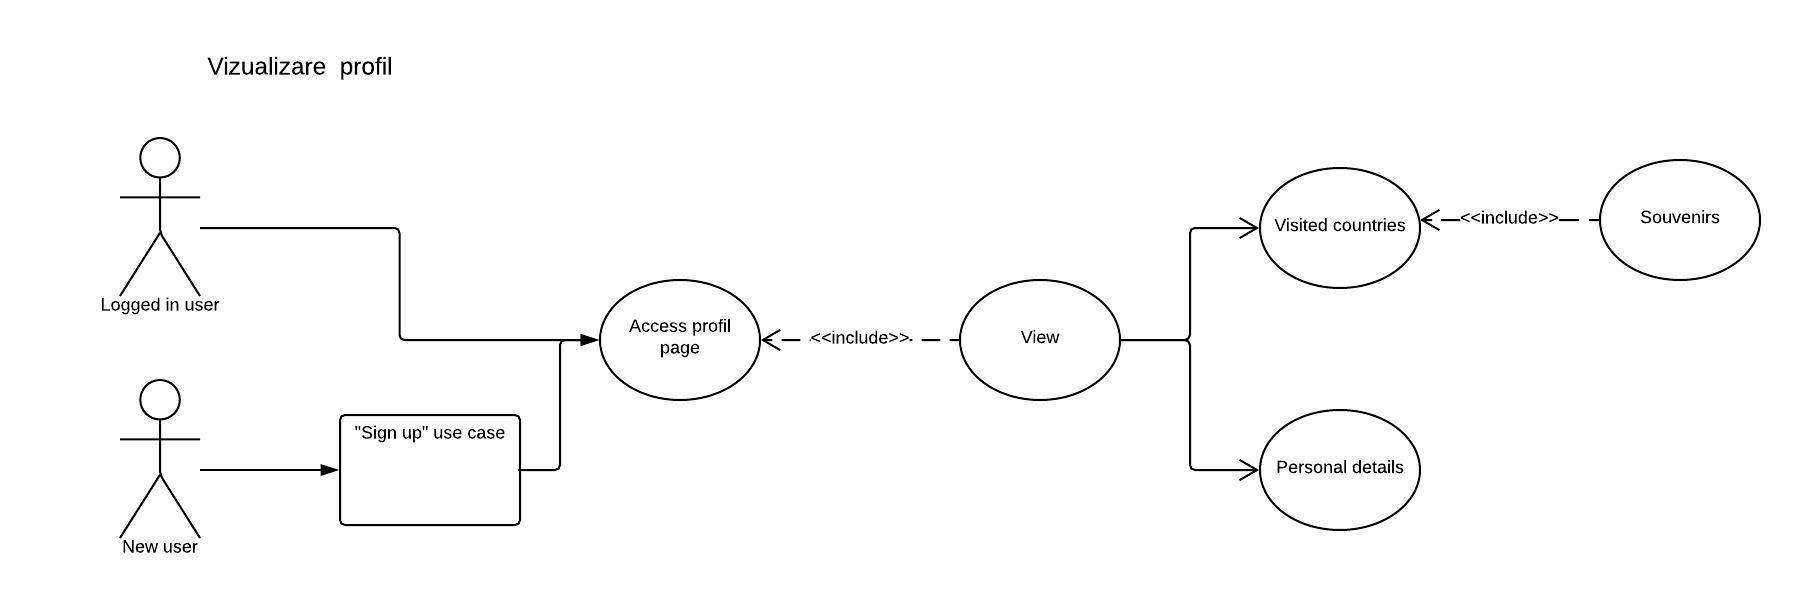 Vizualizare profil
Logged in user
New user
"Sign up" use case
Access profil
page
<<include>>
View
Visited countries
<<include>>
Souvenirs
Personal details